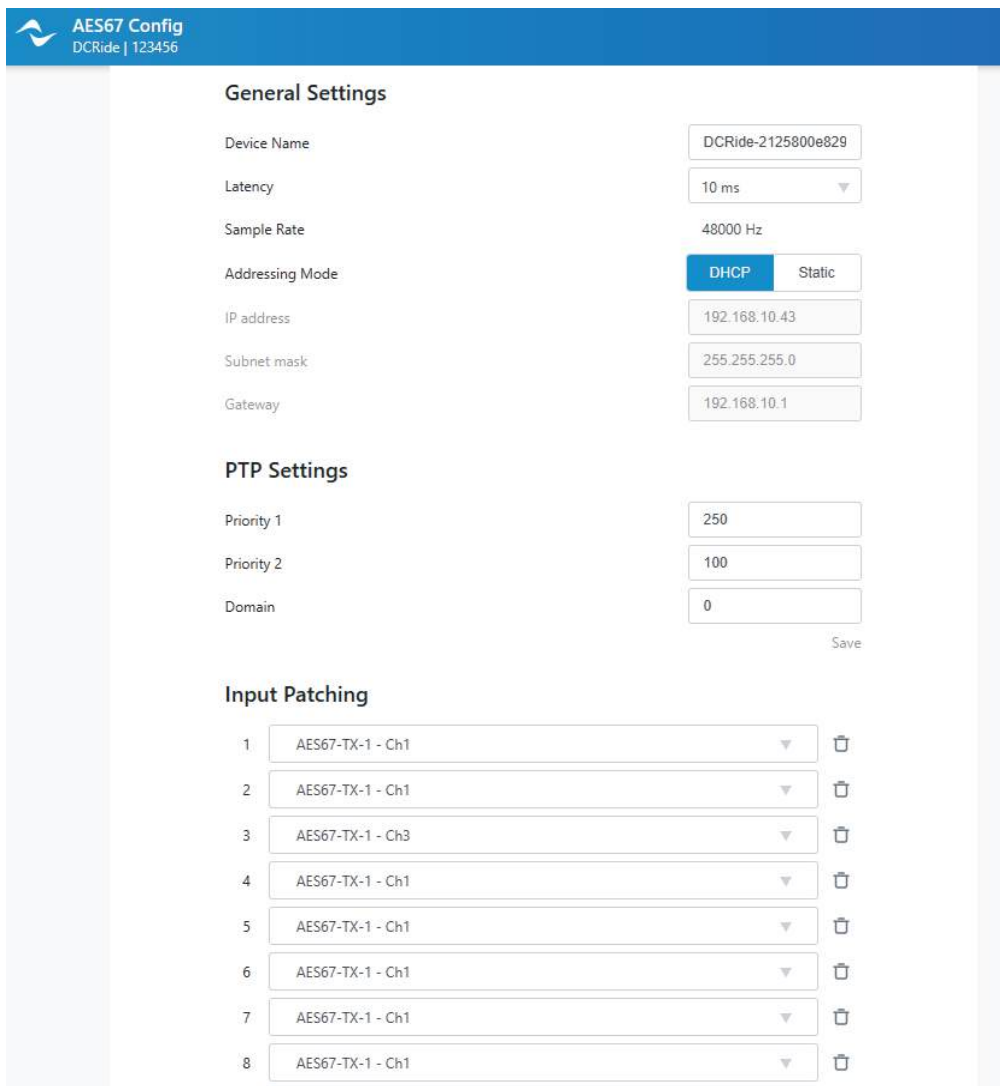 AES67 Config
DCRide | 123456
General Settings
Device Name DCRide-2125800e829
Latency 10 ms
Sample Rate 48000 Hz
Addressing Mode DHCP Static
IP address 192.168.10.43
Subnet mask 255.255.255.0
Gateway 192.168.10.1
PTP Settings
Priority 1 250
Priority 2 100
Domain 0
Save
Input Patching
1 AES67-TX-1 - Ch1
2 AES67-TX-1 - Ch1
3 AES67-TX-1 - Ch3
4 AES67-TX-1 - Ch1
5 AES67-TX-1 - Ch1
6 AES67-TX-1 - Ch1
7 AES67-TX-1 - Ch1
8 AES67-TX-1 - Ch1